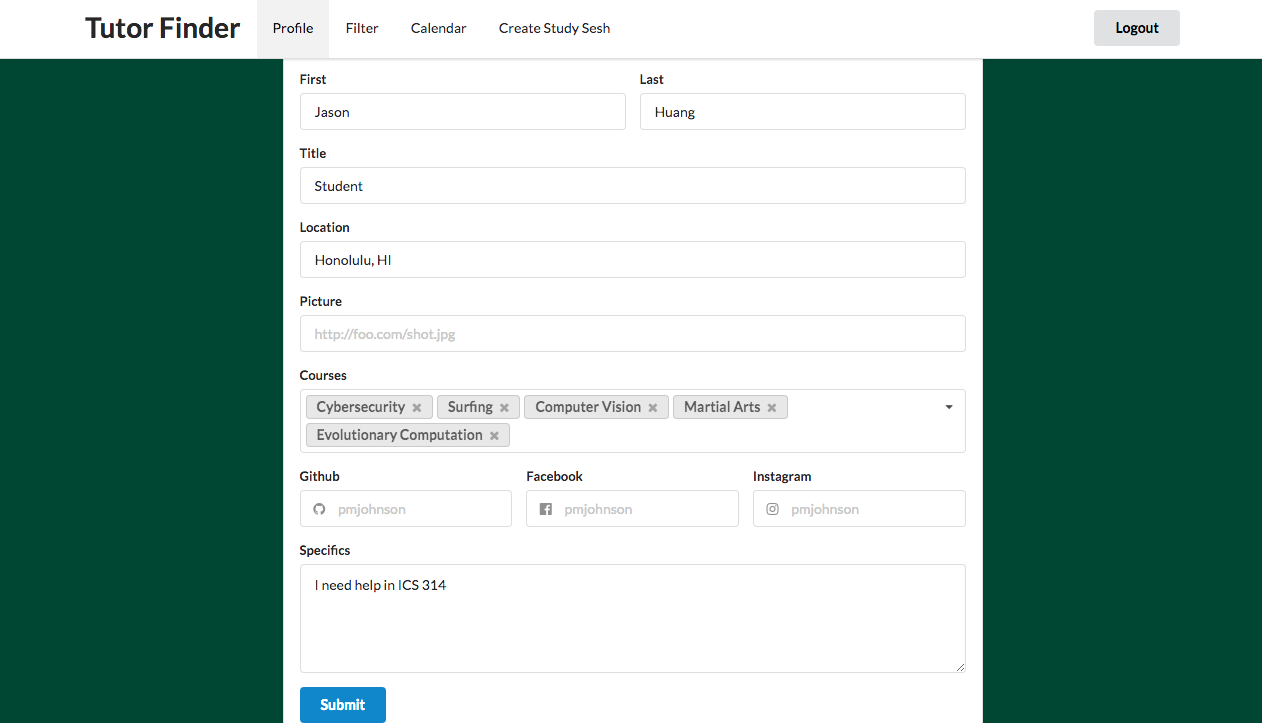 Tutor Finder Profile Filter Calendar Create Study Sesh Logout
First Last
Jason Huang
Title
Student
Location
Honolulu, HI
Picture
http://foo.com/shot.jpg
Courses
Cybersecurity Surfing Computer Vision Martial Arts
Evolutionary Computation
Github Facebook Instagram
pmjohnson pmjohnson pmjohnson
Specifics
I need help in ICS 314
Submit